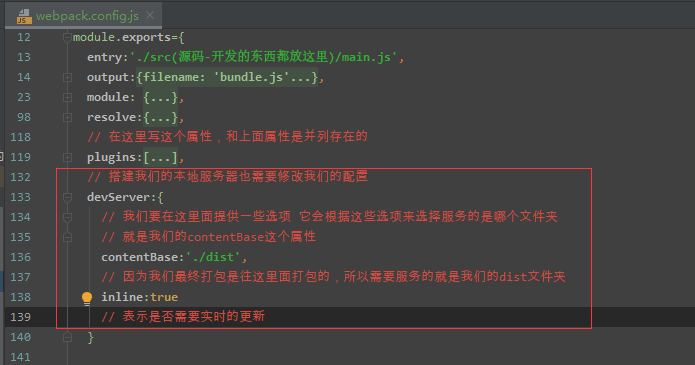 webpack.config.js
12 module.exports={
13 entry:'./src(源码-开发的东西都放这里)/main.js',
14 output:{filename: 'bundle.js'...},
23 module: {...},
98 resolve:{...},
118 // 在这里写这个属性，和上面属性是并列存在的
119 plugins:[...],
132 // 搭建我们的本地服务器也需要修改我们的配置
133 devServer:{
134 // 我们要在这里面提供一些选项 它会根据这些选项来选择服务的是哪个文件夹
135 // 就是我们的contentBase这个属性
136 contentBase:'./dist',
137 // 因为我们最终打包是往这里面打包的，所以需要服务的就是我们的dist文件夹
138 inline:true
139 // 表示是否需要实时的更新
140 }
141